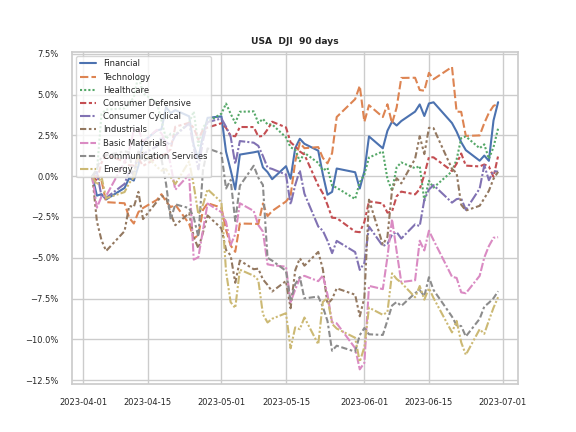 USA  DJI  90 days
7.5%
5.0%
2.5%
0.0%
−2.5%
−5.0%
−7.5%
−10.0%
−12.5%
Financial
Technology
Healthcare
Consumer Defensive
Consumer Cyclical
Industrials
Basic Materials
Communication Services
Energy
2023-04-01 2023-04-15 2023-05-01 2023-05-15 2023-06-01 2023-06-15 2023-07-01